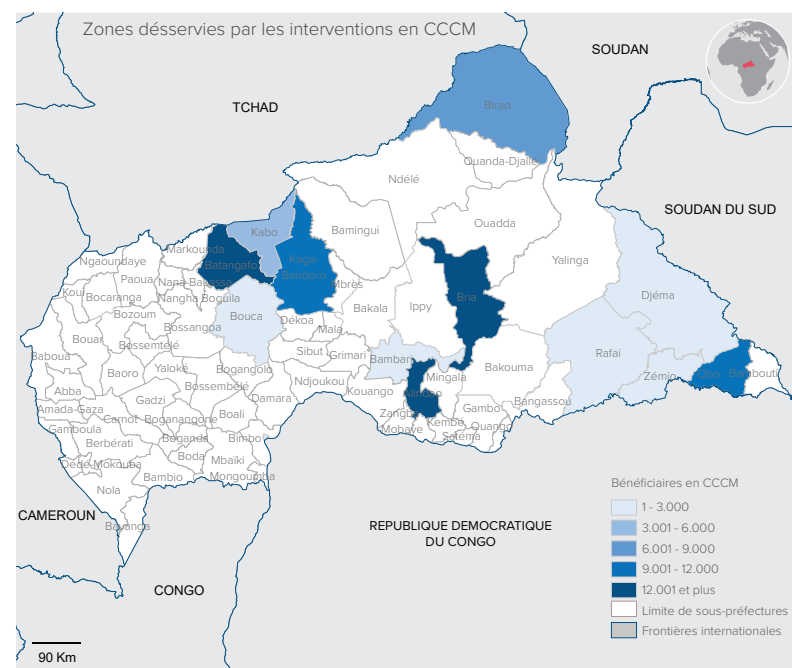 Zones désservies par les interventions en CCCM
SOUDAN
TCHAD
Birao
Ouanda-Djallé
Ndélé
SOUDAN DU SUD
Ouadda
Kabo
Bamingui
Markounda
Yalinga
Ngaoundaye
Batangafo
Kaga-
Bandoro
Paoua
Nana-Bakassa
Mbrès
Bria
Djéma
Koui
Bocaranga
Nangha Boguila
Bakala
Ippy
Bozoum
Bouca
Dékoa
Bossangoa
Mala
Bouar
Bossemtélé
Sibut
Grimari
Bambari
Rafai
Baboua
Yaloké
Bogangolo
Bakouma
Baoro
Bossembélé
Ndjoukou
Mingala
Zémio
Obo
Bambouti
Abba
Kouango
Alindao
Gadzi
Damara
Bangassou
Amada-Gaza
Carnot
Boganangone
Boali
Zangba
Gambo
Gamboula
Mobaye
Kembé
Ouango
Berbérati
Boganda
Bimbo
Satéma
Dédé-Mokouba
Boda
Mbaïki
Bambio
Mongoumba
Nola
Bénéficiaires en CCCM
1 - 3.000
CAMEROUN
Bayanga
REPUBLIQUE DEMOCRATIQUE
DU CONGO
3.001 - 6.000
6.001 - 9.000
9.001 - 12.000
12.001 et plus
CONGO
Limite de sous-préfectures
Frontières internationales
90 Km